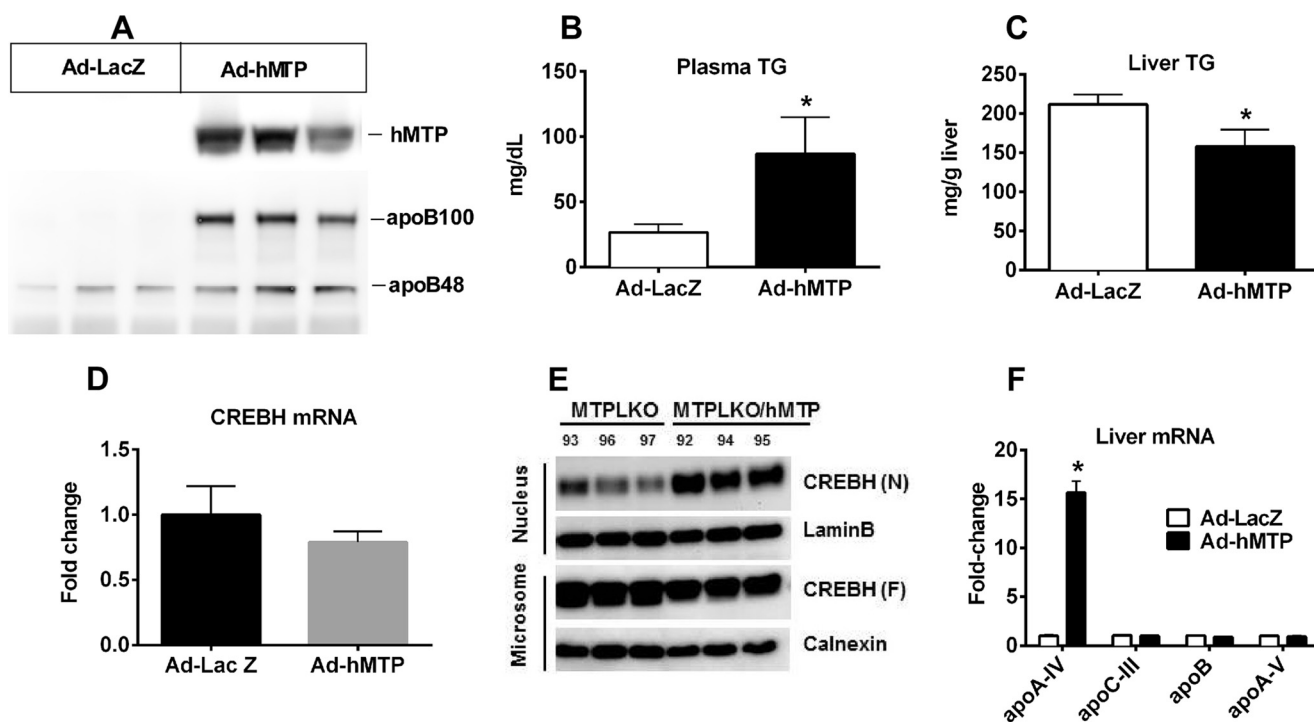 A
Ad-LacZ Ad-hMTP
hMTP
apoB100
apoB48
B
Plasma TG
mg/dL
150
100
50
0
Ad-LacZ Ad-hMTP
*
C
Liver TG
mg/g liver
250
200
150
100
50
0
Ad-LacZ Ad-hMTP
*
D
CREBH mRNA
Fold change
1.5
1.0
0.5
0.0
Ad-Lac Z Ad-hMTP
E
MTPLKO MTPLKO/hMTP
93 96 97 92 94 95
Nucleus
CREBH (N)
LaminB
Microsome
CREBH (F)
Calnexin
F
Liver mRNA
Fold-change
20
15
10
5
0
*
Ad-LacZ
Ad-hMTP
apoA-IV apoC-III apoB apoA-V